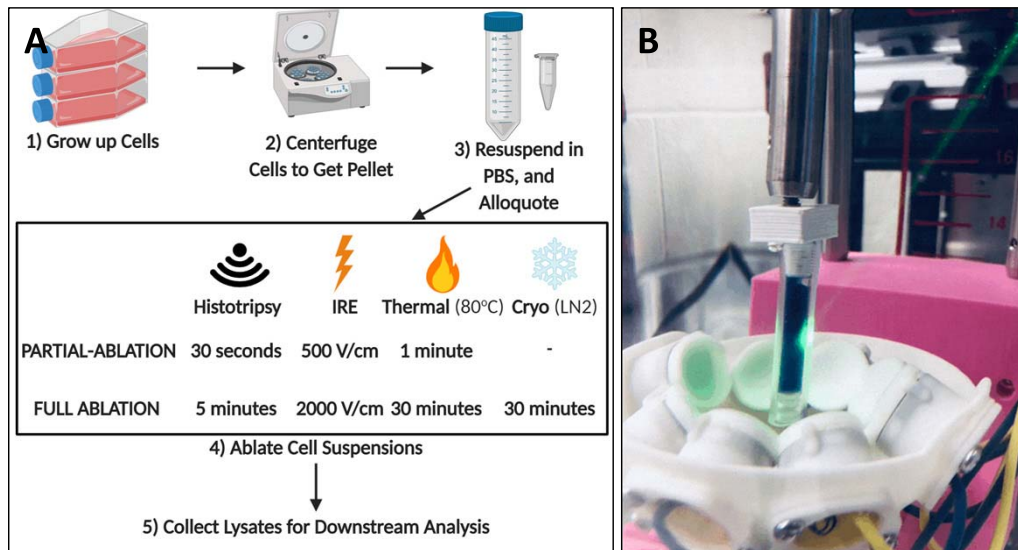 A
1) Grow up Cells
2) Centerfuge
Cells to Get Pellet
3) Resuspend in
PBS, and
Alloquote
Histotripsy IRE Thermal (80°C) Cryo (LN2)
PARTIAL-ABLATION 30 seconds 500 V/cm 1 minute -
FULL ABLATION 5 minutes 2000 V/cm 30 minutes 30 minutes
4) Ablate Cell Suspensions
5) Collect Lysates for Downstream Analysis
B
16
14